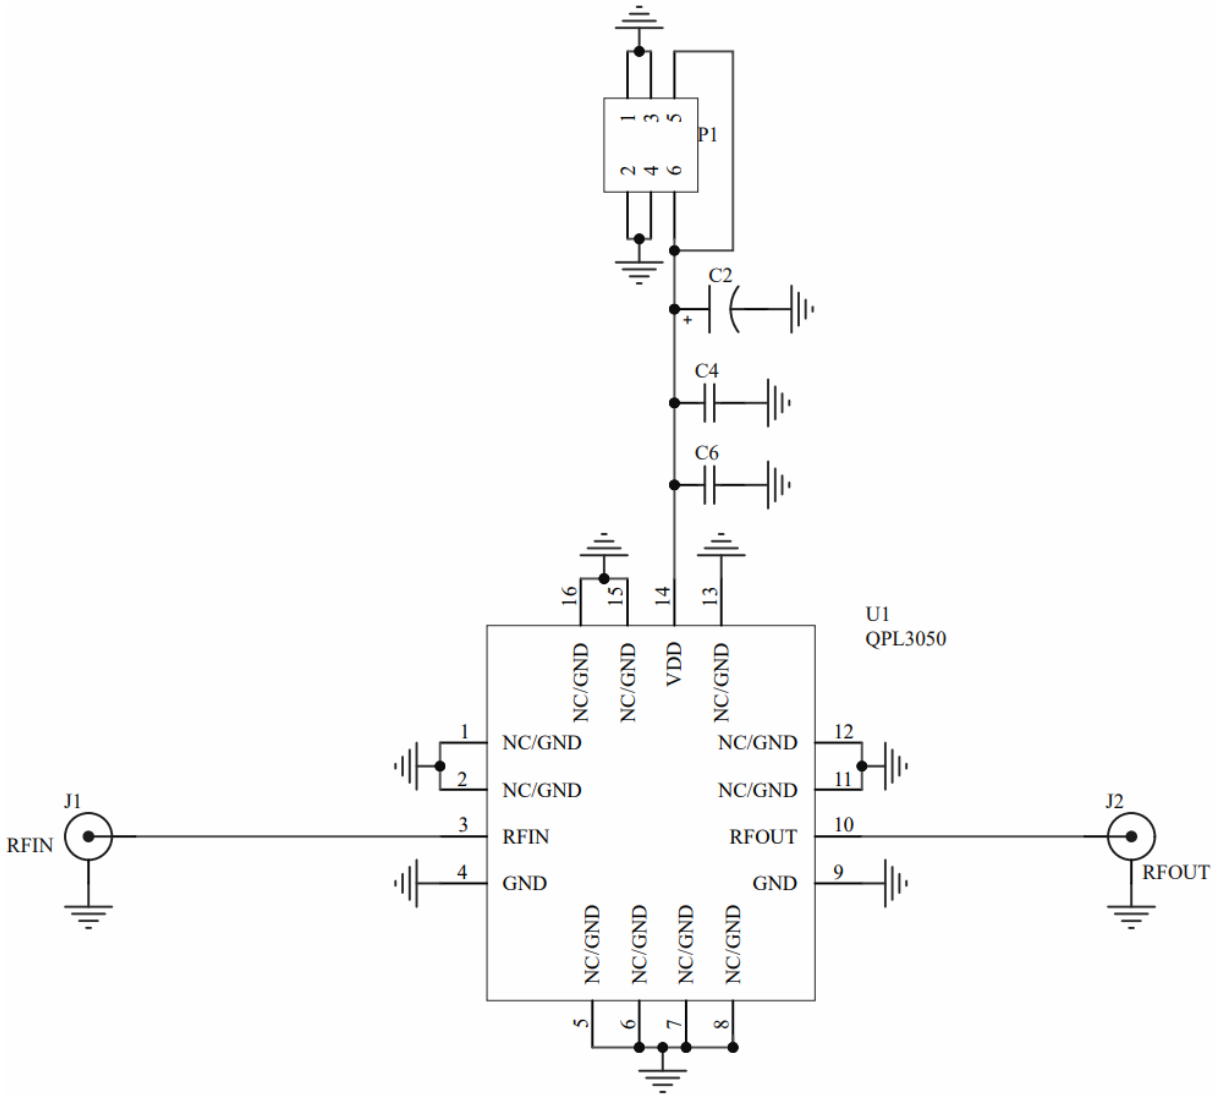 1 3 5
P1
2 4 6
C2
+
C4
C6
16 15 14 13
U1
QPL3050
NC/GND NC/GND VDD NC/GND
1 NC/GND NC/GND 12
2 NC/GND NC/GND 11
J1 J2
RFIN 3 RFIN RFOUT 10 RFOUT
4 GND GND 9
NC/GND NC/GND NC/GND NC/GND
5 6 7 8